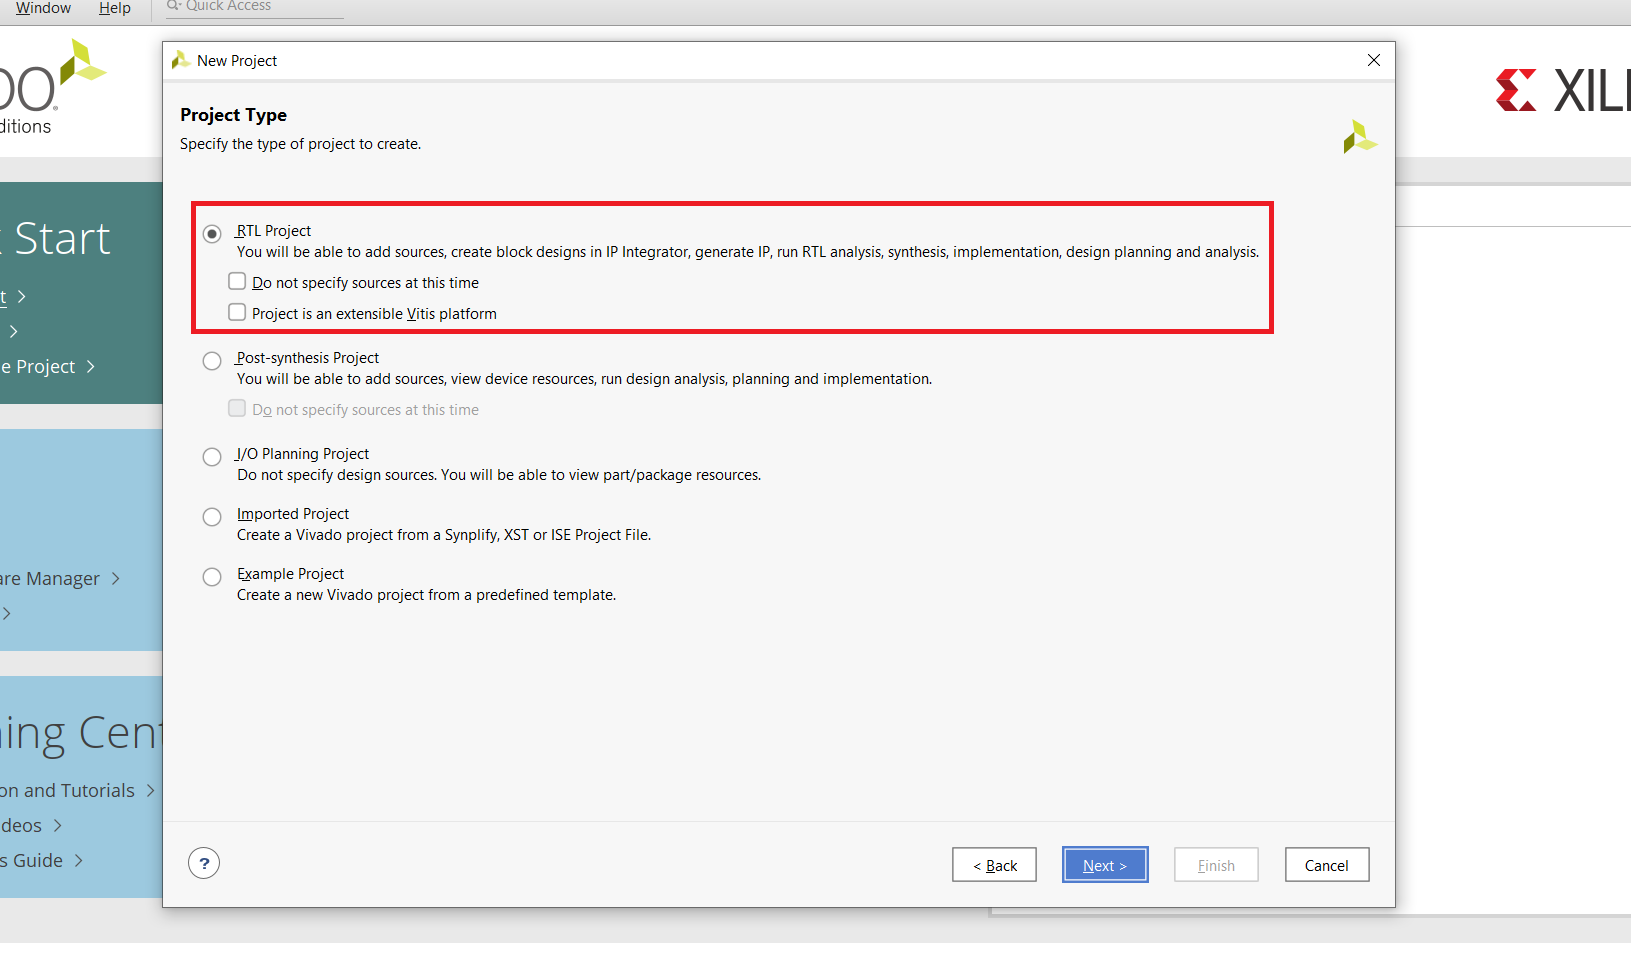 Window Help Quick Access
New Project
Project Type
Specify the type of project to create.
ditions
XILI
Start
t >
>
e Project >
RTL Project
You will be able to add sources, create block designs in IP Integrator, generate IP, run RTL analysis, synthesis, implementation, design planning and analysis.
Do not specify sources at this time
Project is an extensible Vitis platform
Post-synthesis Project
You will be able to add sources, view device resources, run design analysis, planning and implementation.
Do not specify sources at this time
I/O Planning Project
Do not specify design sources. You will be able to view part/package resources.
Imported Project
Create a Vivado project from a Synplify, XST or ISE Project File.
Example Project
Create a new Vivado project from a predefined template.
are Manager >
>
ing Cent
on and Tutorials >
deos >
s Guide >
? < Back Next > Finish Cancel